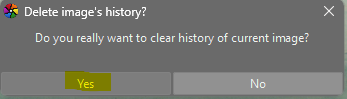 Delete image's history?
Do you really want to clear history of current image?
Yes
No